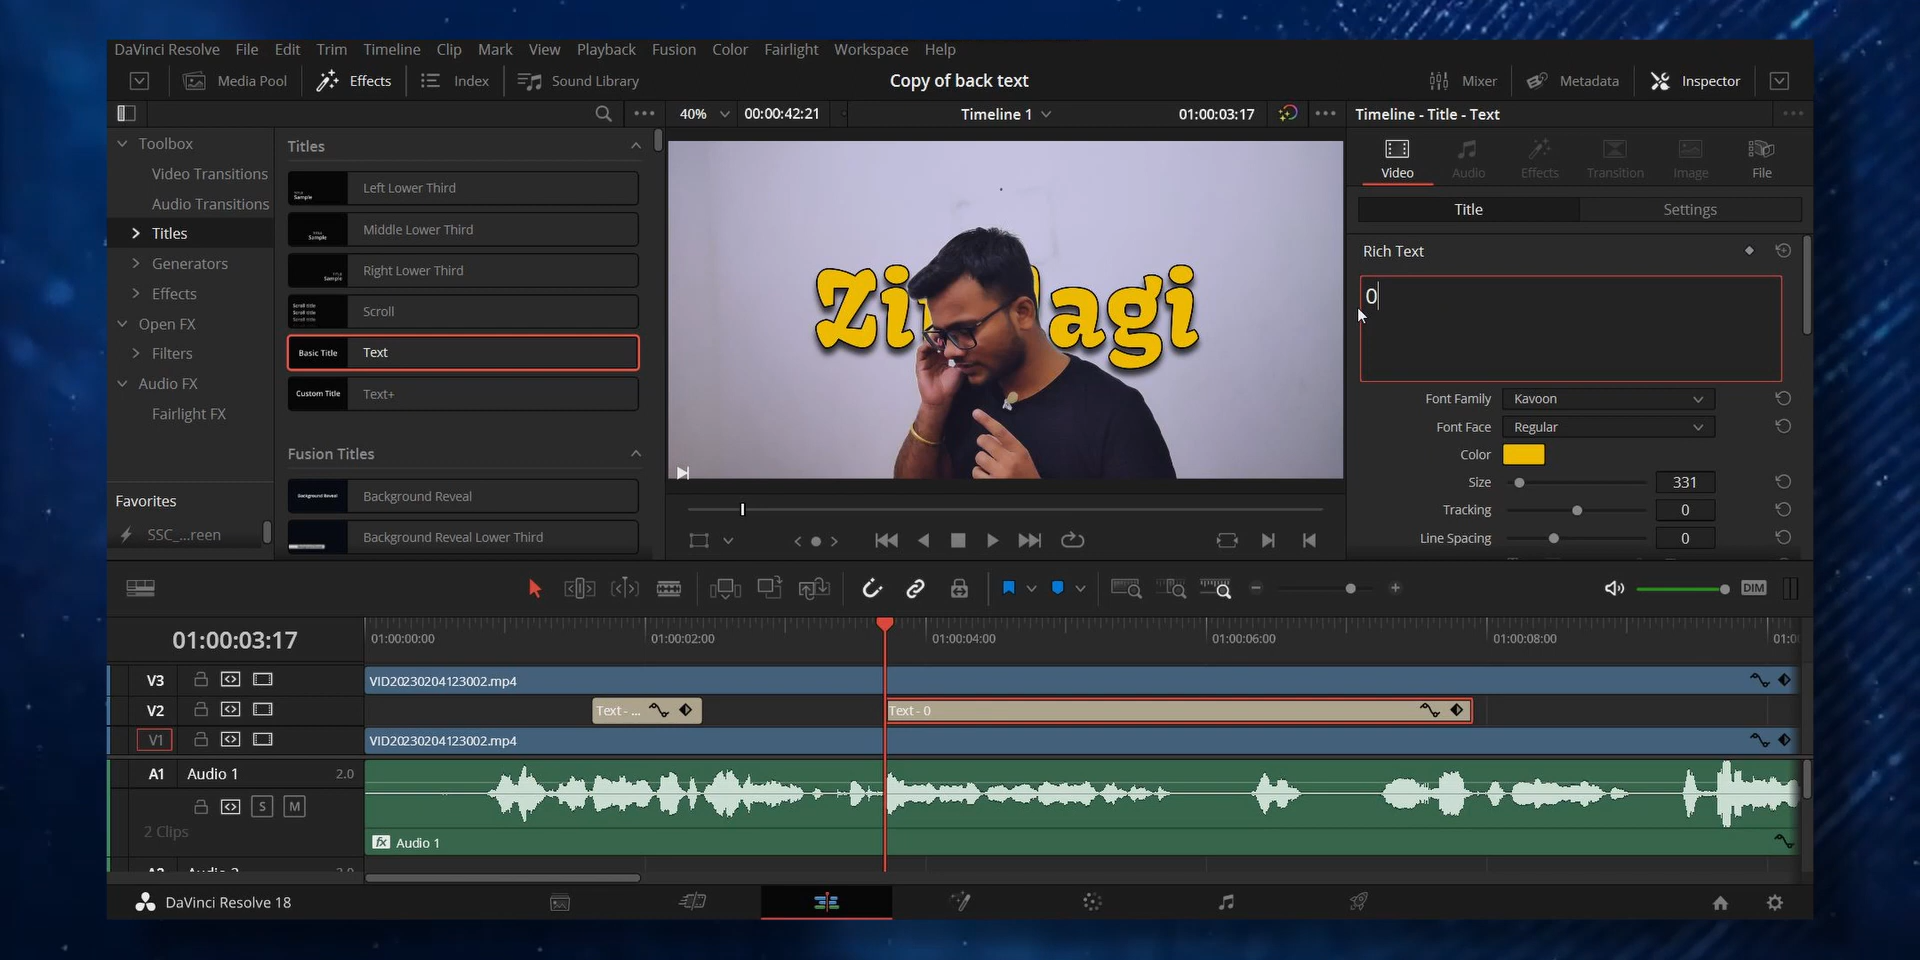 DaVinci Resolve File Edit Trim Timeline Clip Mark View Playback Fusion Color Fairlight Workspace Help
Media Pool Effects Index Sound Library Copy of back text Mixer Metadata Inspector
40% 00:00:42:21 Timeline 1 01:00:03:17 Timeline - Title - Text
Toolbox
Video Transitions
Audio Transitions
Titles
Generators
Effects
Open FX
Filters
Audio FX
Fairlight FX
Favorites
SSC_...reen
Titles
Left Lower Third
Middle Lower Third
Right Lower Third
Scroll
Basic Title Text
Custom Title Text+
Fusion Titles
Background Reveal
Background Reveal Lower Third
Zi agi
Video Audio Effects Transition Image File
Title Settings
Rich Text
0
Font Family Kavoon
Font Face Regular
Color
Size 331
Tracking 0
Line Spacing 0
DIM
01:00:03:17 01:00:00:00 01:00:02:00 01:00:04:00 01:00:06:00 01:00:08:00 01:0
V3 VID20230204123002.mp4
V2 Text - ... Text - 0
V1 VID20230204123002.mp4
A1 Audio 1 2.0
S M
2 Clips
fx Audio 1
DaVinci Resolve 18